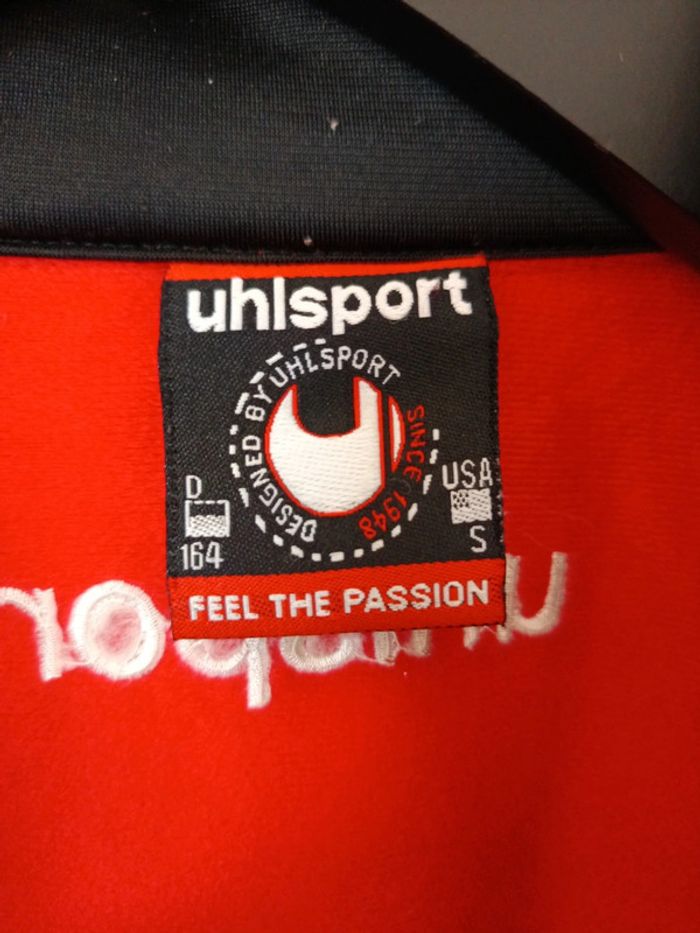 uhlsport
DESIGNED BY UHLSPORT
SINCE 1948
D
164
USA
S
FEEL THE PASSION